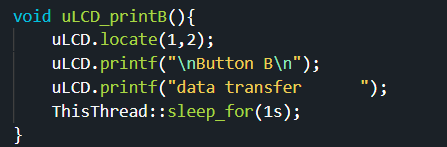 void uLCD_printB(){
    uLCD.locate(1,2);
    uLCD.printf("\nButton B\n");
    uLCD.printf("data transfer      ");
    ThisThread::sleep_for(1s);
}